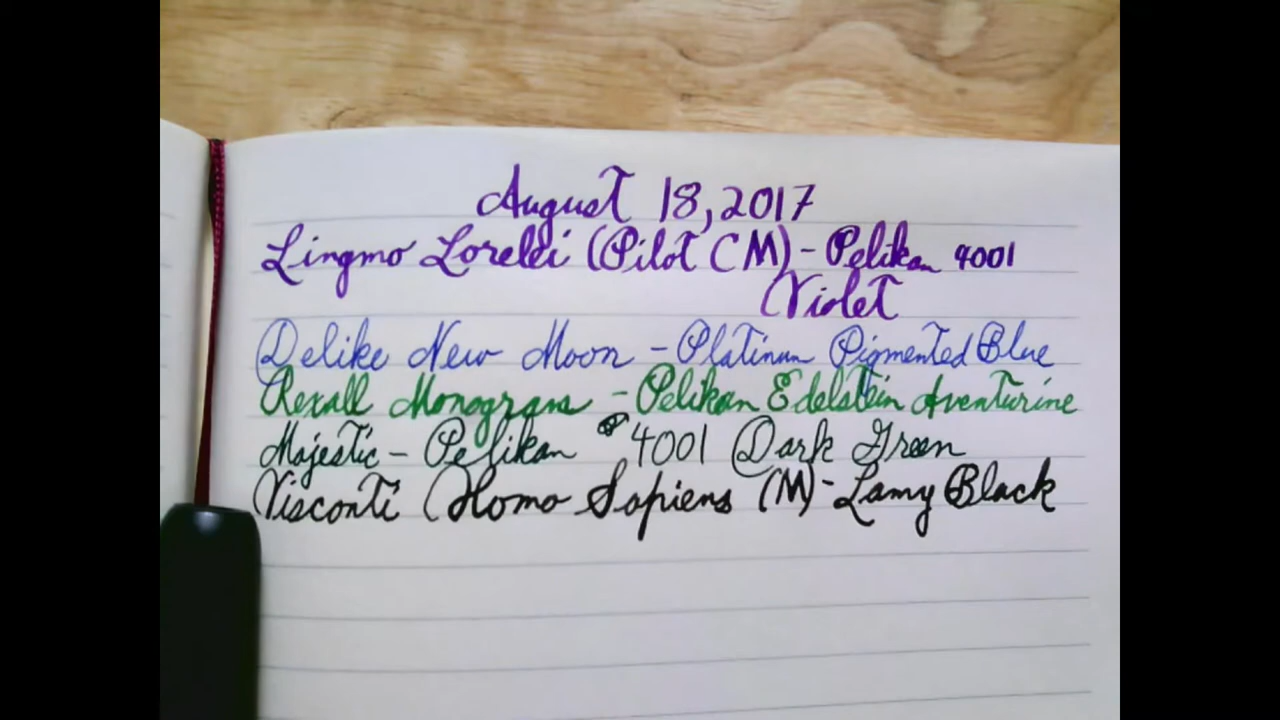 August 18, 2017
Lingmo Lorelei (Pilot CM) - Pelikan 4001
Violet
Delike New Moon - Platinum Pigmented Blue
Rexall Monogram - Pelikan Edelstein Aventurine
Majestic - Pelikan 4001 Dark Green
Visconti Homo Sapiens (M) - Lamy Black